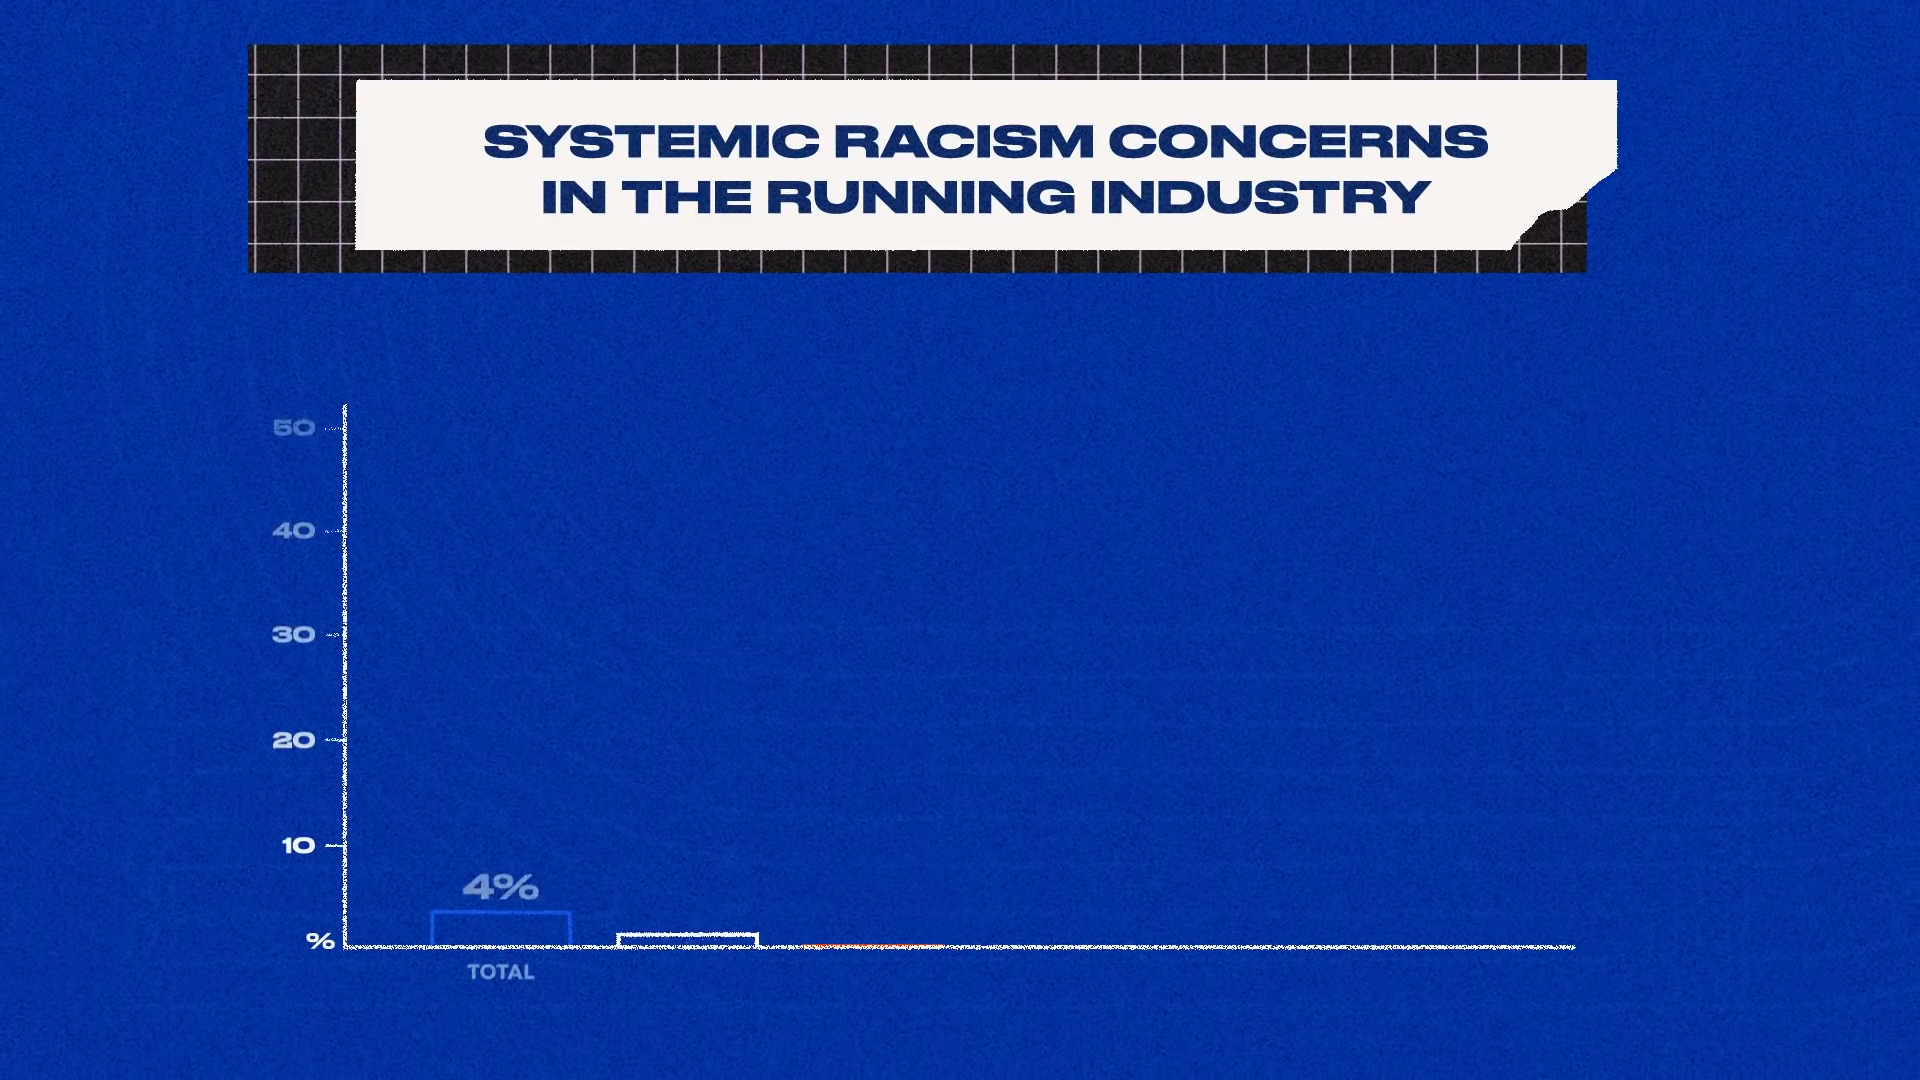 SYSTEMIC RACISM CONCERNS
IN THE RUNNING INDUSTRY
50
40
30
20
10
4%
%
TOTAL